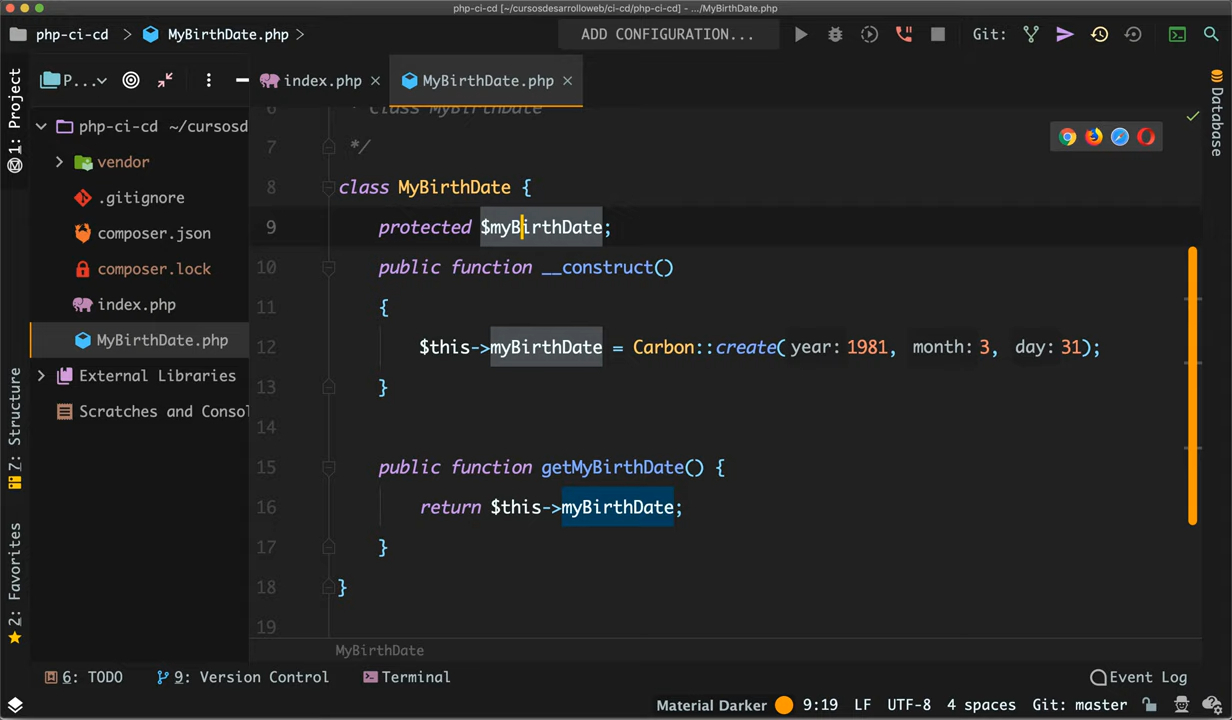 php-ci-cd [~/cursosdesarrolloweb/ci-cd/php-ci-cd] - .../MyBirthDate.php
php-ci-cd
MyBirthDate.php
ADD CONFIGURATION...
Git:
1: Project
P...
index.php
MyBirthDate.php
Database
php-ci-cd ~/cursosd
vendor
.gitignore
composer.json
composer.lock
index.php
MyBirthDate.php
External Libraries
Scratches and Conso
7: Structure
2: Favorites
6 * Class MyBirthDate
7 */
8 class MyBirthDate {
9 protected $myBirthDate;
10 public function __construct()
11 {
12 $this->myBirthDate = Carbon::create( year: 1981, month: 3, day: 31);
13 }
14
15 public function getMyBirthDate() {
16 return $this->myBirthDate;
17 }
18 }
19
MyBirthDate
6: TODO
9: Version Control
Terminal
Event Log
Material Darker
9:19
LF
UTF-8
4 spaces
Git: master